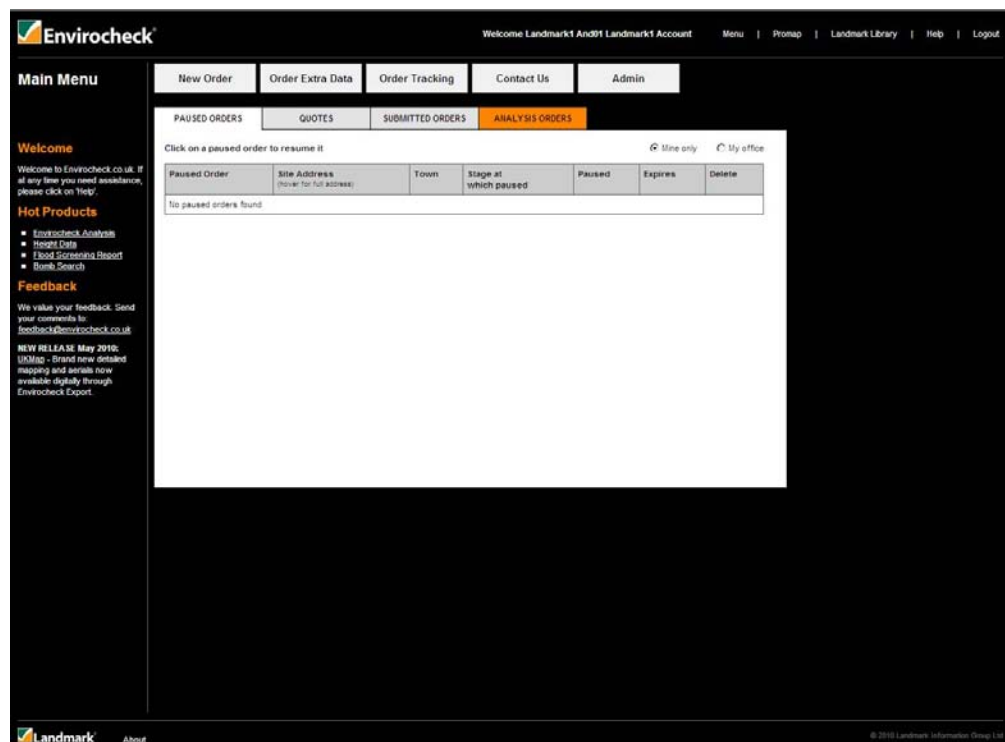 Envirocheck®
Welcome Landmark1 And01 Landmark1 Account
Menu | Promap | Landmark Library | Help | Logout
Main Menu
New Order
Order Extra Data
Order Tracking
Contact Us
Admin
PAUSED ORDERS
QUOTES
SUBMITTED ORDERS
ANALYSIS ORDERS
Welcome
Welcome to Envirocheck.co.uk. If
at any time you need assistance,
please click on 'Help'.
Hot Products
Envirocheck Analysis
Height Data
Flood Screening Report
Bomb Search
Feedback
We value your feedback. Send
your comments to:
feedback@envirocheck.co.uk
NEW RELEASE May 2010:
UKMap - Brand new detailed
mapping and aerials now
available digitally through
Envirocheck Export.
Click on a paused order to resume it
Mine only
My office
Paused Order
Site Address
(hover for full address)
Town
Stage at
which paused
Paused
Expires
Delete
No paused orders found
Landmark®
About
© 2010 Landmark Information Group Ltd